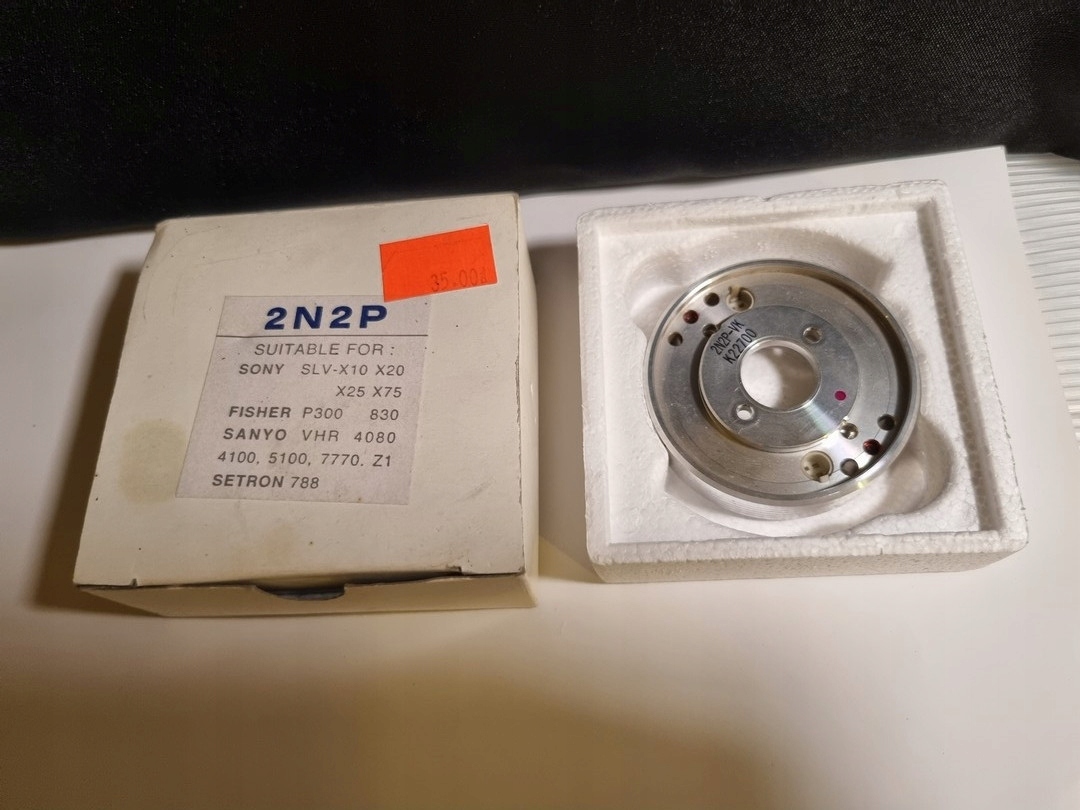 35.00zł
2N2P
SUITABLE FOR :
SONY SLV-X10 X20
X25 X75
FISHER P300 830
SANYO VHR 4080
4100, 5100, 7770. Z1
SETRON 788
2N2P-VK
K22700